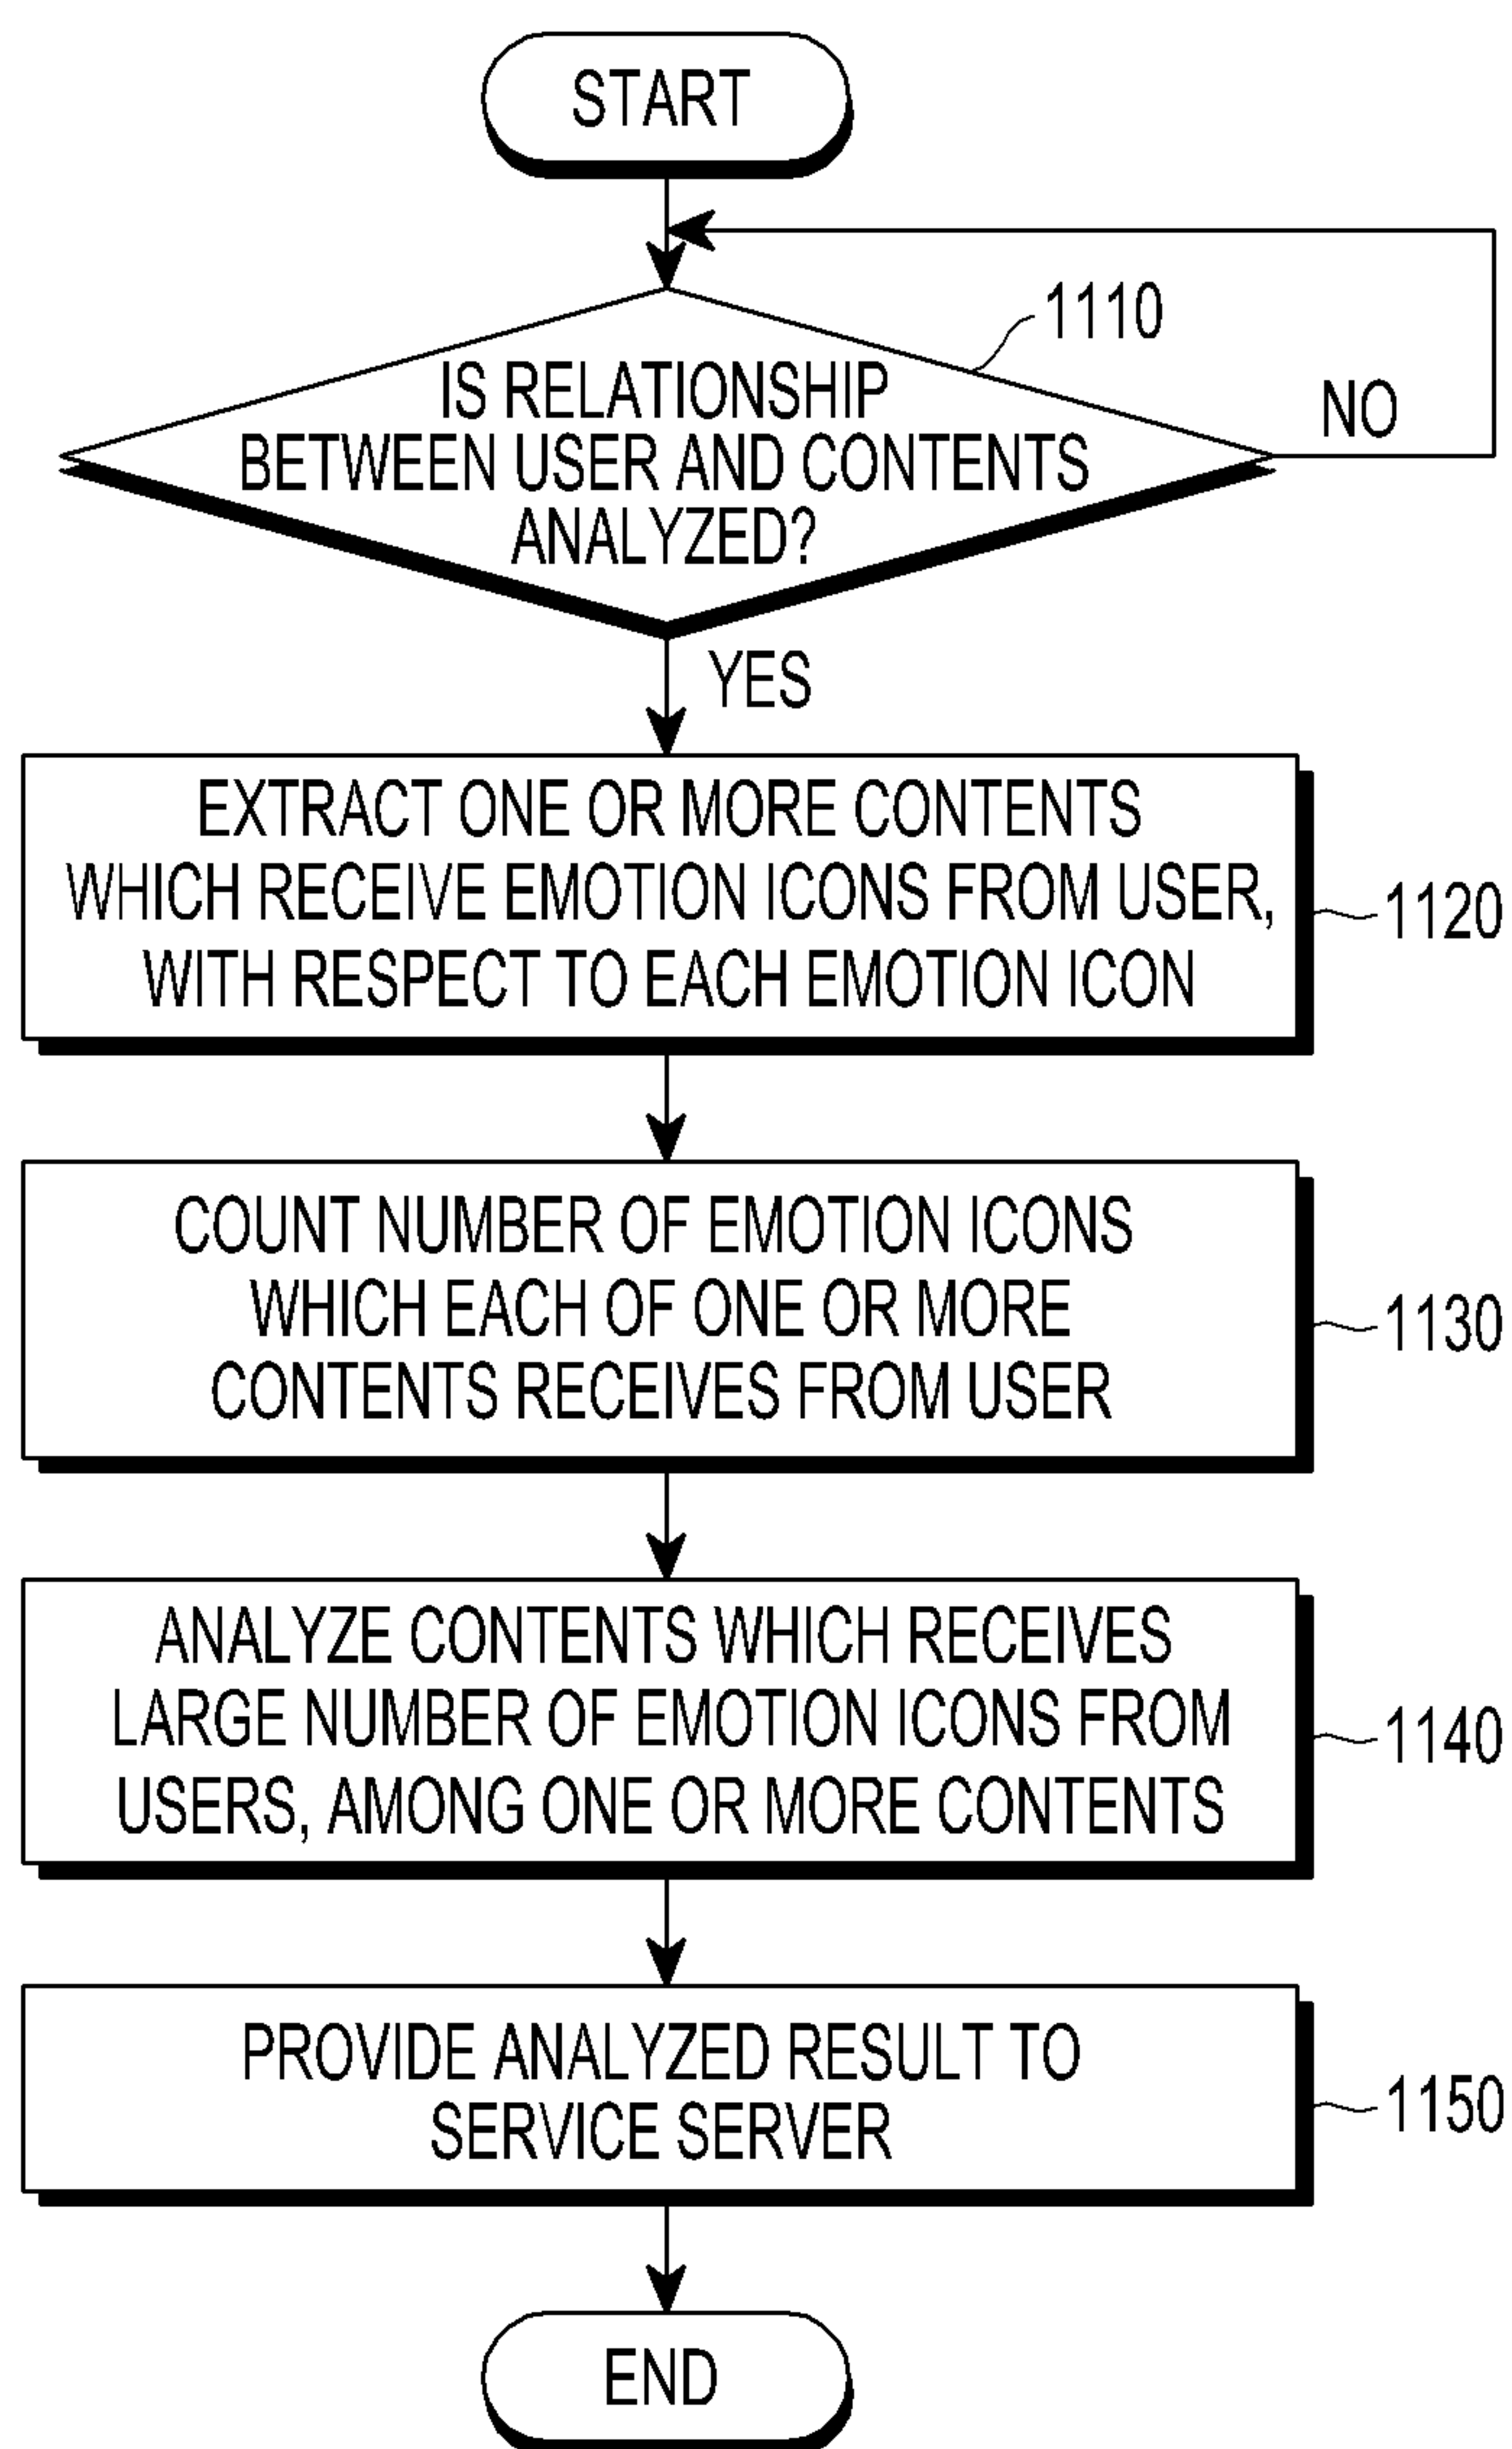 START
1110
IS RELATIONSHIP
NO
BETWEEN USER AND CONTENTS
ANALYZED?
YES
EXTRACT ONE OR MORE CONTENTS
WHICH RECEIVE EMOTION ICONS FROM USER,
WITH RESPECT TO EACH EMOTION ICON
1120
COUNT NUMBER OF EMOTION ICONS
WHICH EACH OF ONE OR MORE
CONTENTS RECEIVES FROM USER
1130
ANALYZE CONTENTS WHICH RECEIVES
LARGE NUMBER OF EMOTION ICONS FROM
USERS, AMONG ONE OR MORE CONTENTS
1140
PROVIDE ANALYZED RESULT TO
SERVICE SERVER
1150
END